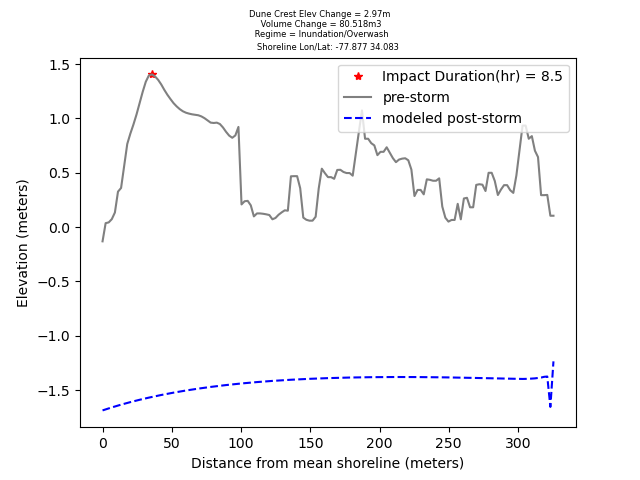 Dune Crest Elev Change = 2.97m
Volume Change = 80.518m3
Regime = Inundation/Overwash
Shoreline Lon/Lat: -77.877 34.083
Impact Duration(hr) = 8.5
pre-storm
modeled post-storm
1.5
1.0
0.5
0.0
−0.5
−1.0
−1.5
Elevation (meters)
0 50 100 150 200 250 300
Distance from mean shoreline (meters)